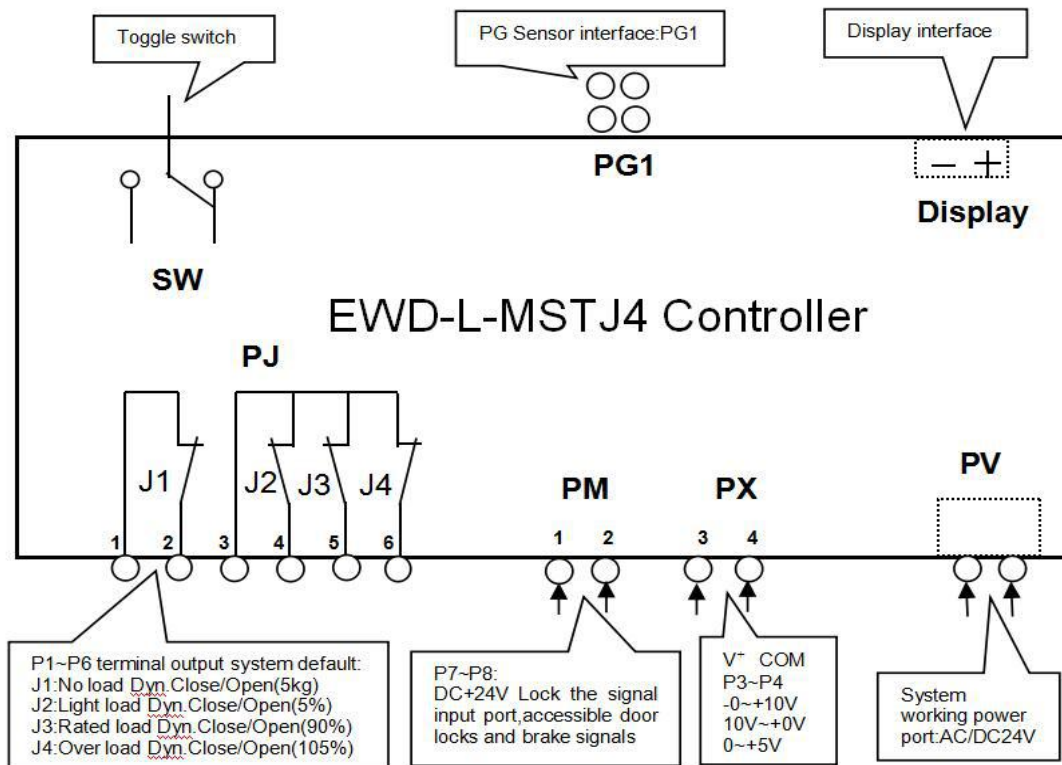 Toggle switch
PG Sensor interface:PG1
Display interface
PG1
− +
Display
SW
EWD-L-MSTJ4 Controller
PJ
J1 J2 J3 J4
PM PX PV
1 2 3 4 5 6 1 2 3 4
P1~P6 terminal output system default:
J1:No load Dyn.Close/Open(5kg)
J2:Light load Dyn.Close/Open(5%)
J3:Rated load Dyn.Close/Open(90%)
J4:Over load Dyn.Close/Open(105%)
P7~P8:
DC+24V Lock the signal
input port,accessible door
locks and brake signals
V⁺ COM
P3~P4
-0~+10V
10V~+0V
0~+5V
System
working power
port:AC/DC24V